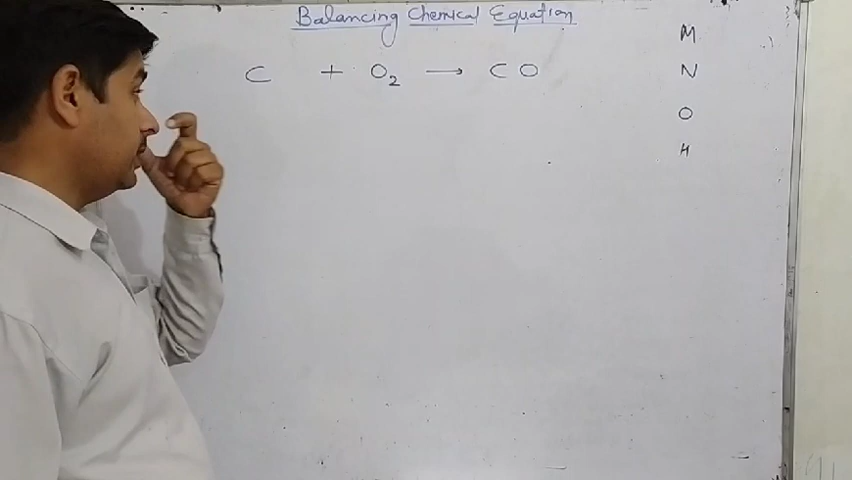 Balancing Chemical Equation
C + O₂ → CO
M
N
O
H